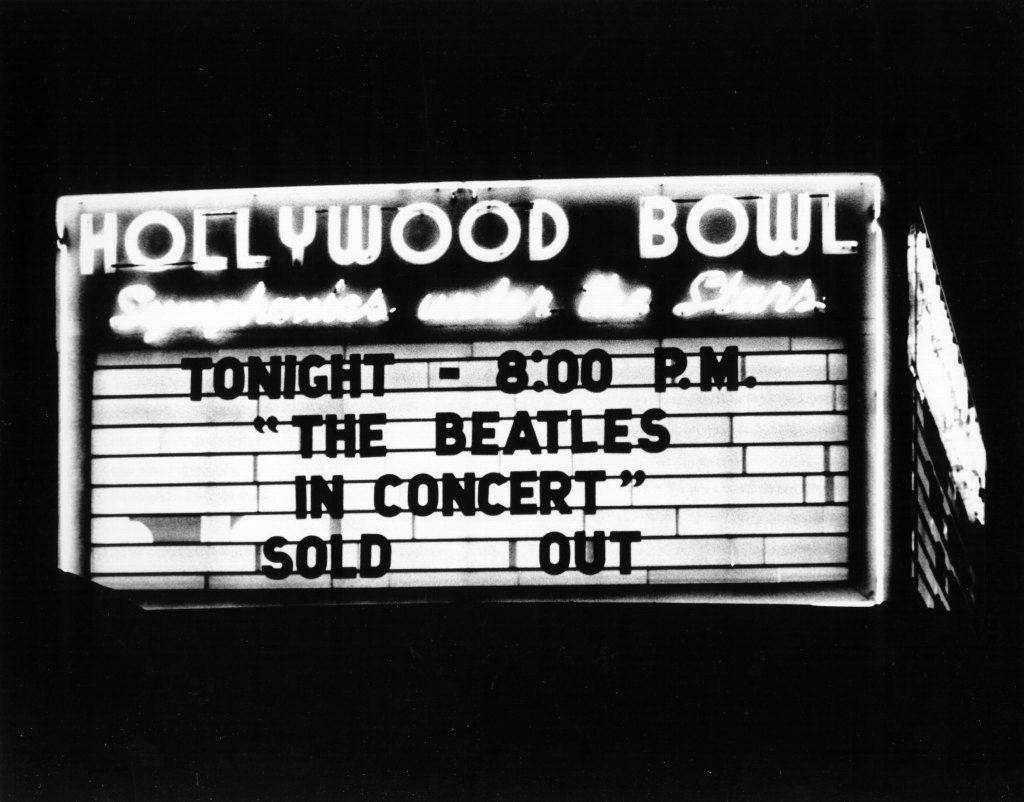 HOLLYWOOD BOWL
Symphonies under the Stars
TONIGHT - 8:00 P.M.
“THE BEATLES
IN CONCERT”
SOLD OUT